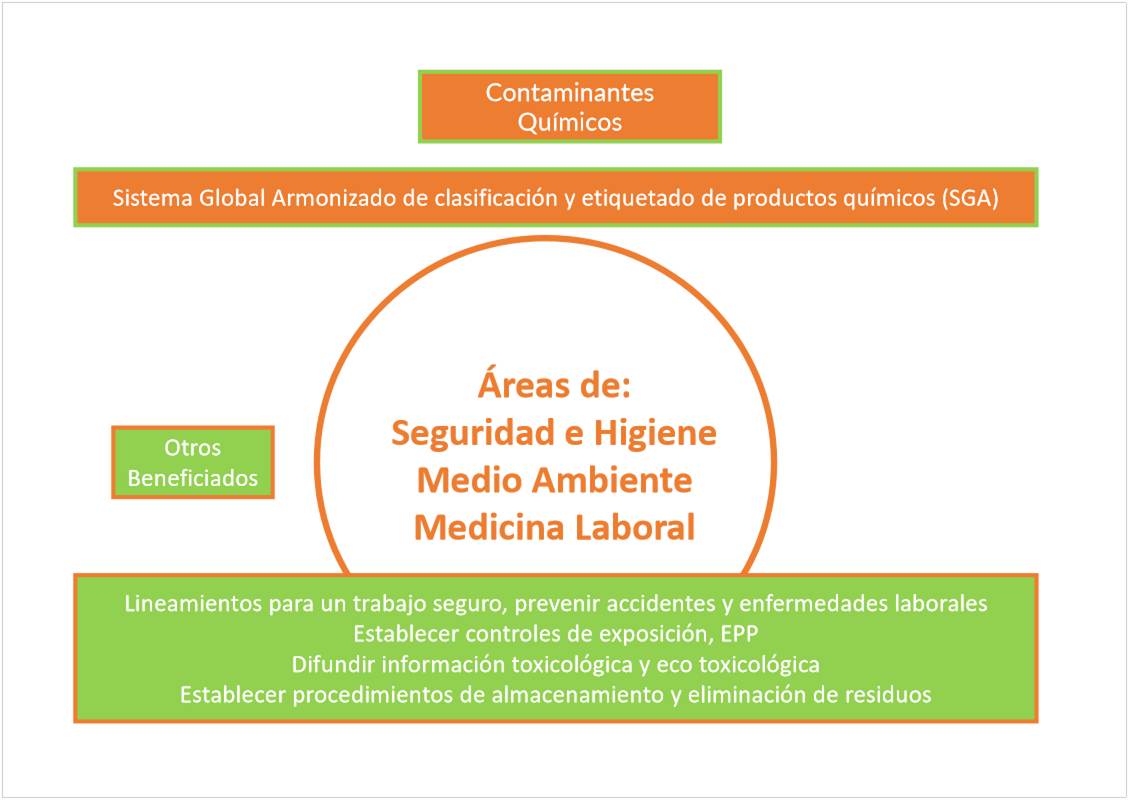 Contaminantes
Químicos
Sistema Global Armonizado de clasificación y etiquetado de productos químicos (SGA)
Áreas de:
Seguridad e Higiene
Medio Ambiente
Medicina Laboral
Otros
Beneficiados
Lineamientos para un trabajo seguro, prevenir accidentes y enfermedades laborales
Establecer controles de exposición, EPP
Difundir información toxicológica y eco toxicológica
Establecer procedimientos de almacenamiento y eliminación de residuos